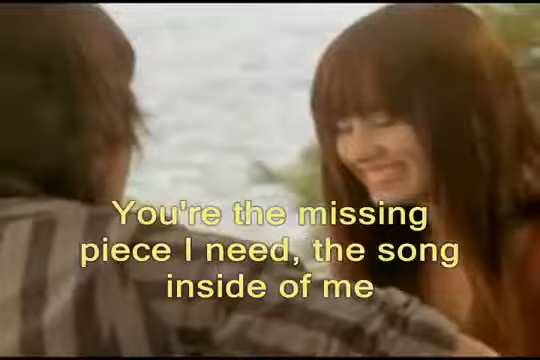 You're the missing
piece I need, the song
inside of me